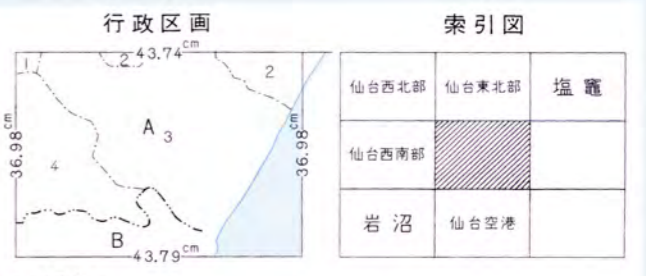 行政区画
43.74cm
1
2
2
36.98cm
A 3
36.98cm
4
B
43.79cm
索引図
仙台西北部 仙台東北部 塩竈
仙台西南部
岩沼 仙台空港